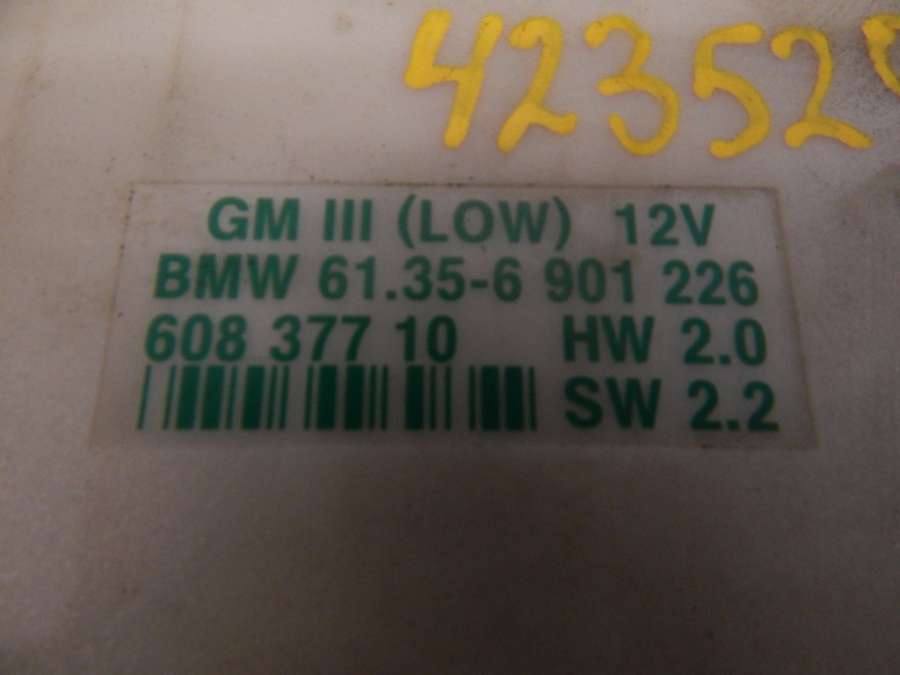 42352
GM III (LOW) 12V
BMW 61.35-6 901 226
608 377 10 HW 2.0
SW 2.2